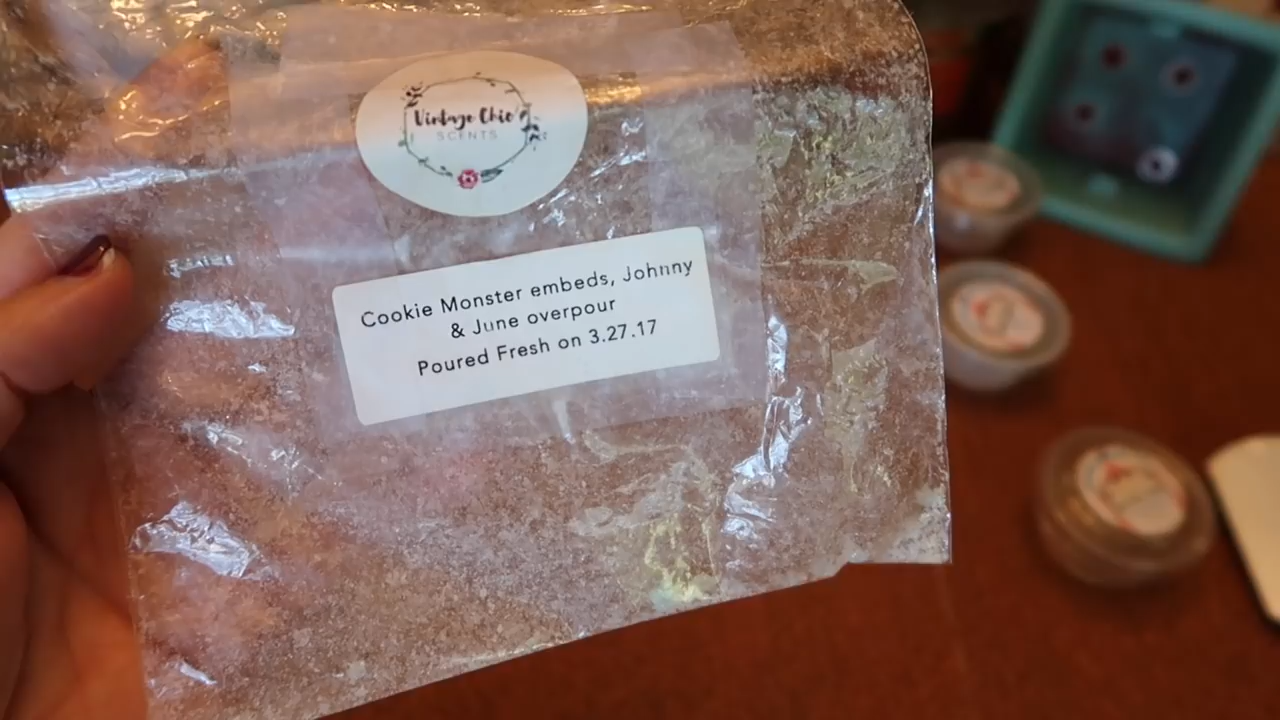 Vintage Chic's
SCENTS
Cookie Monster embeds, Johnny
& June overpour
Poured Fresh on 3.27.17